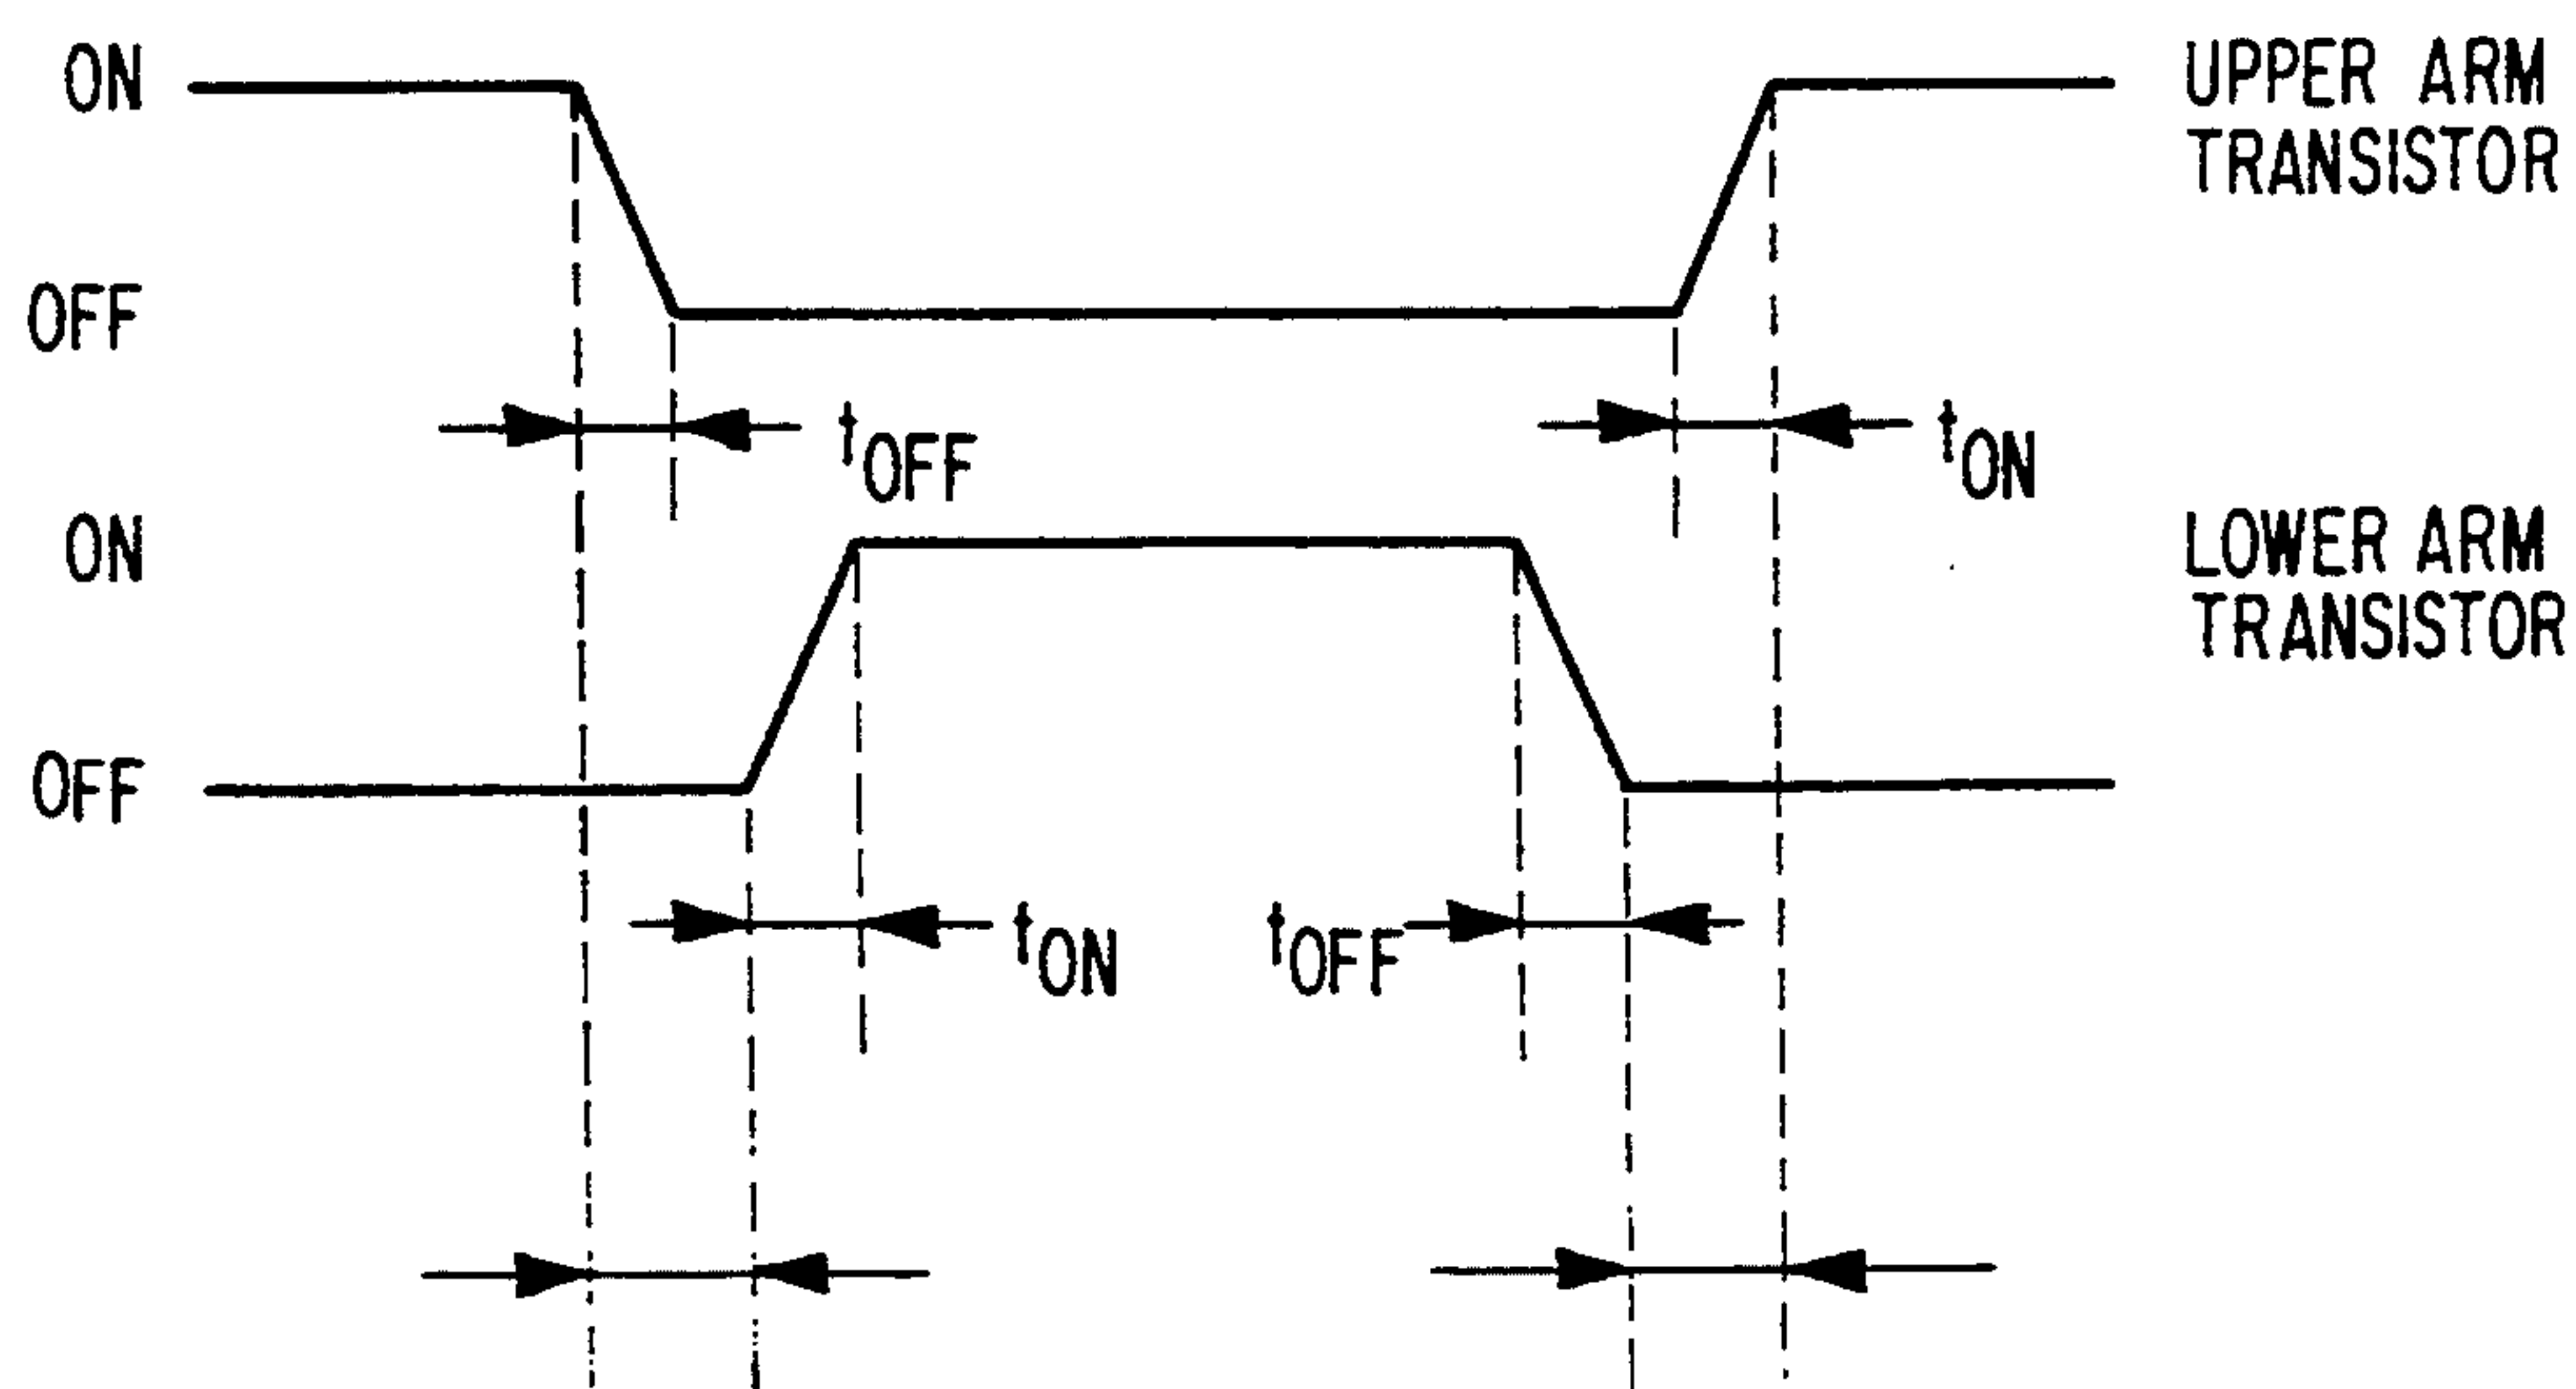 ON
UPPER ARM
TRANSISTOR
OFF
tOFF
tON
ON
LOWER ARM
TRANSISTOR
OFF
tON
tOFF